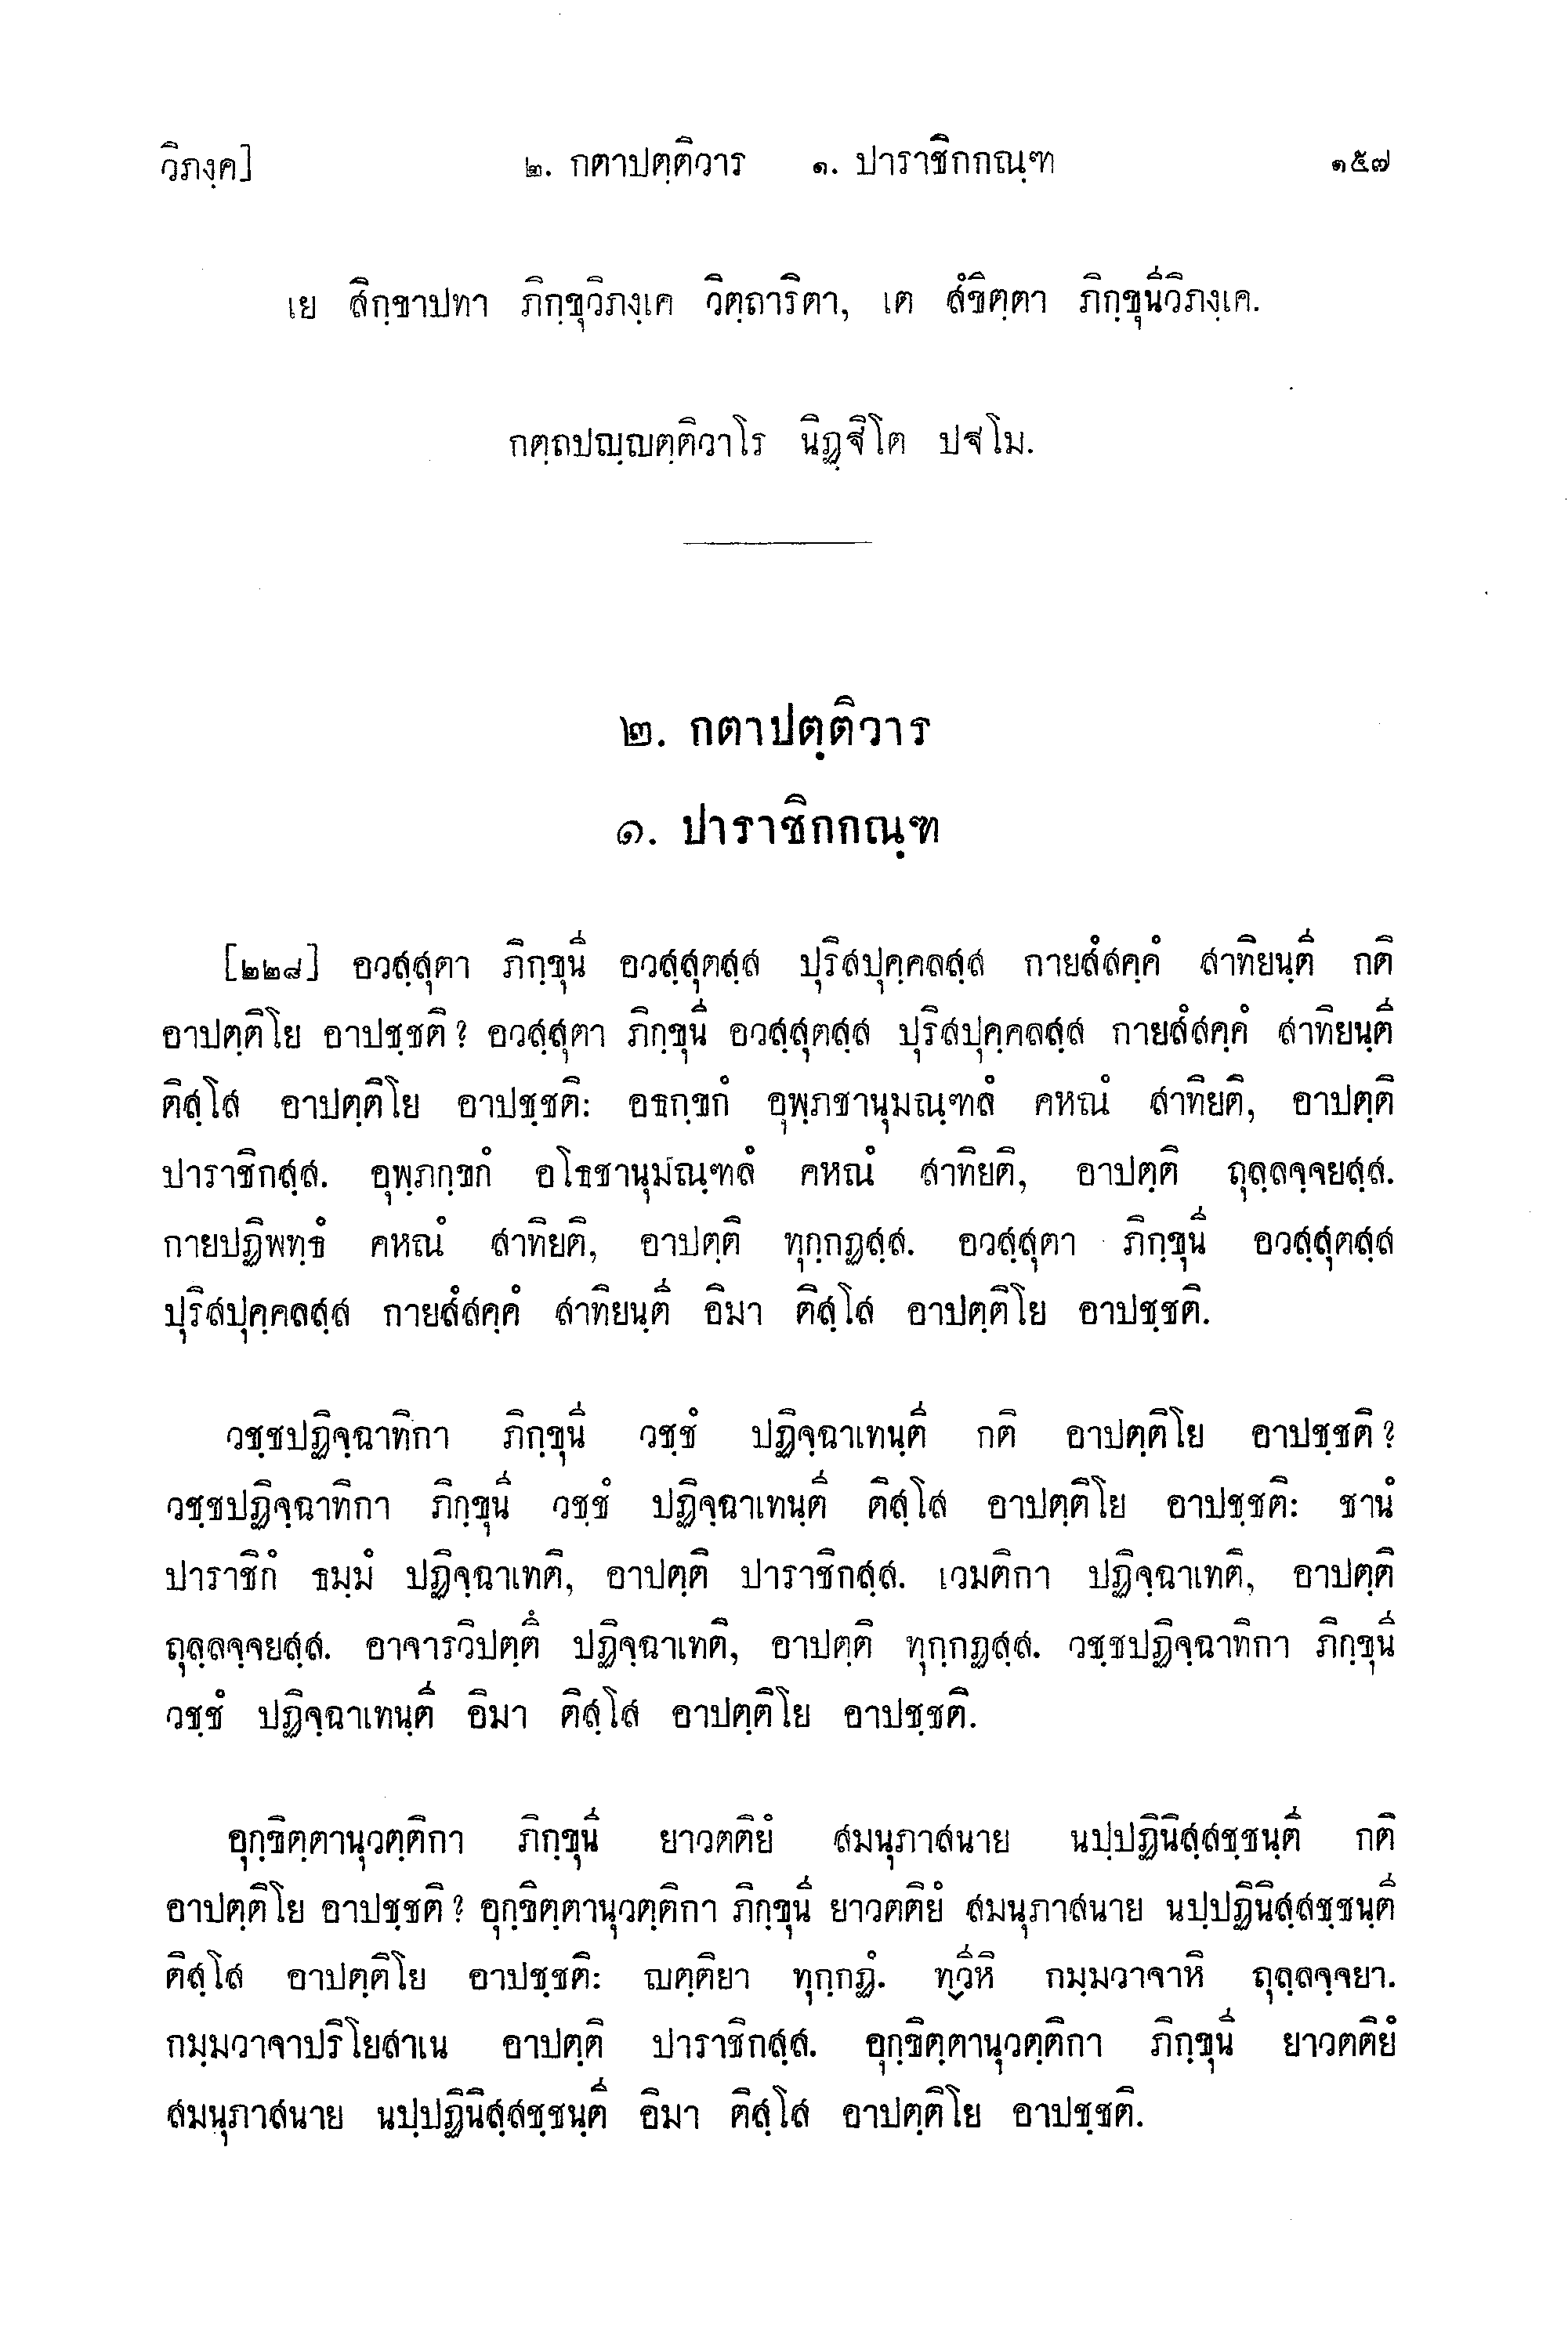 วิภงฺค] ๒. กตาปตฺติวาร ๑. ปาราชิกกณฺฑ ๑๕๗
เย สิกฺขาปทา ภิกฺขุวิภงฺเค วิตฺถาริตา, เต สํขิตฺตา ภิกฺขุนีวิภงฺเค.
กตฺถปญฺญตฺติวาโร นิฏฺฐิโต ปฐโม.
๒. กตาปตฺติวาร
๑. ปาราชิกกณฺฑ
[๒๒๘] อวสฺสุตา ภิกฺขุนี อวสฺสุตสฺส ปุริสปุคฺคลสฺส กายสํสคฺคํ สาทิยนฺตี กติ
อาปตฺติโย อาปชฺชติ? อวสฺสุตา ภิกฺขุนี อวสฺสุตสฺส ปุริสปุคฺคลสฺส กายสํสคฺคํ สาทิยนฺตี
ติสฺโส อาปตฺติโย อาปชฺชติ: อธกฺขกํ อุพฺภชานุมณฺฑลํ คหณํ สาทิยติ, อาปตฺติ
ปาราชิกสฺส. อุพฺภกฺขกํ อโธชานุมณฺฑลํ คหณํ สาทิยติ, อาปตฺติ ถุลฺลจฺจยสฺส.
กายปฏิพทฺธํ คหณํ สาทิยติ, อาปตฺติ ทุกฺกฏสฺส. อวสฺสุตา ภิกฺขุนี อวสฺสุตสฺส
ปุริสปุคฺคลสฺส กายสํสคฺคํ สาทิยนฺตี อิมา ติสฺโส อาปตฺติโย อาปชฺชติ.
วชฺชปฏิจฺฉาทิกา ภิกฺขุนี วชฺชํ ปฏิจฺฉาเทนฺตี กติ อาปตฺติโย อาปชฺชติ?
วชฺชปฏิจฺฉาทิกา ภิกฺขุนี วชฺชํ ปฏิจฺฉาเทนฺตี ติสฺโส อาปตฺติโย อาปชฺชติ: ชานํ
ปาราชิกํ ธมฺมํ ปฏิจฺฉาเทติ, อาปตฺติ ปาราชิกสฺส. เวมติกา ปฏิจฺฉาเทติ, อาปตฺติ
ถุลฺลจฺจยสฺส. อาจารวิปตฺตึ ปฏิจฺฉาเทติ, อาปตฺติ ทุกฺกฏสฺส. วชฺชปฏิจฺฉาทิกา ภิกฺขุนี
วชฺชํ ปฏิจฺฉาเทนฺตี อิมา ติสฺโส อาปตฺติโย อาปชฺชติ.
อุกฺขิตฺตานุวตฺติกา ภิกฺขุนี ยาวตติยํ สมนุภาสนาย นปฺปฏินิสฺสชฺชนฺตี กติ
อาปตฺติโย อาปชฺชติ? อุกฺขิตฺตานุวตฺติกา ภิกฺขุนี ยาวตติยํ สมนุภาสนาย นปฺปฏินิสฺสชฺชนฺตี
ติสฺโส อาปตฺติโย อาปชฺชติ: ญตฺติยา ทุกฺกฏํ. ทฺวีหิ กมฺมวาจาหิ ถุลฺลจฺจยา.
กมฺมวาจาปริโยสาเน อาปตฺติ ปาราชิกสฺส. อุกฺขิตฺตานุวตฺติกา ภิกฺขุนี ยาวตติยํ
สมนุภาสนาย นปฺปฏินิสฺสชฺชนฺตี อิมา ติสฺโส อาปตฺติโย อาปชฺชติ.